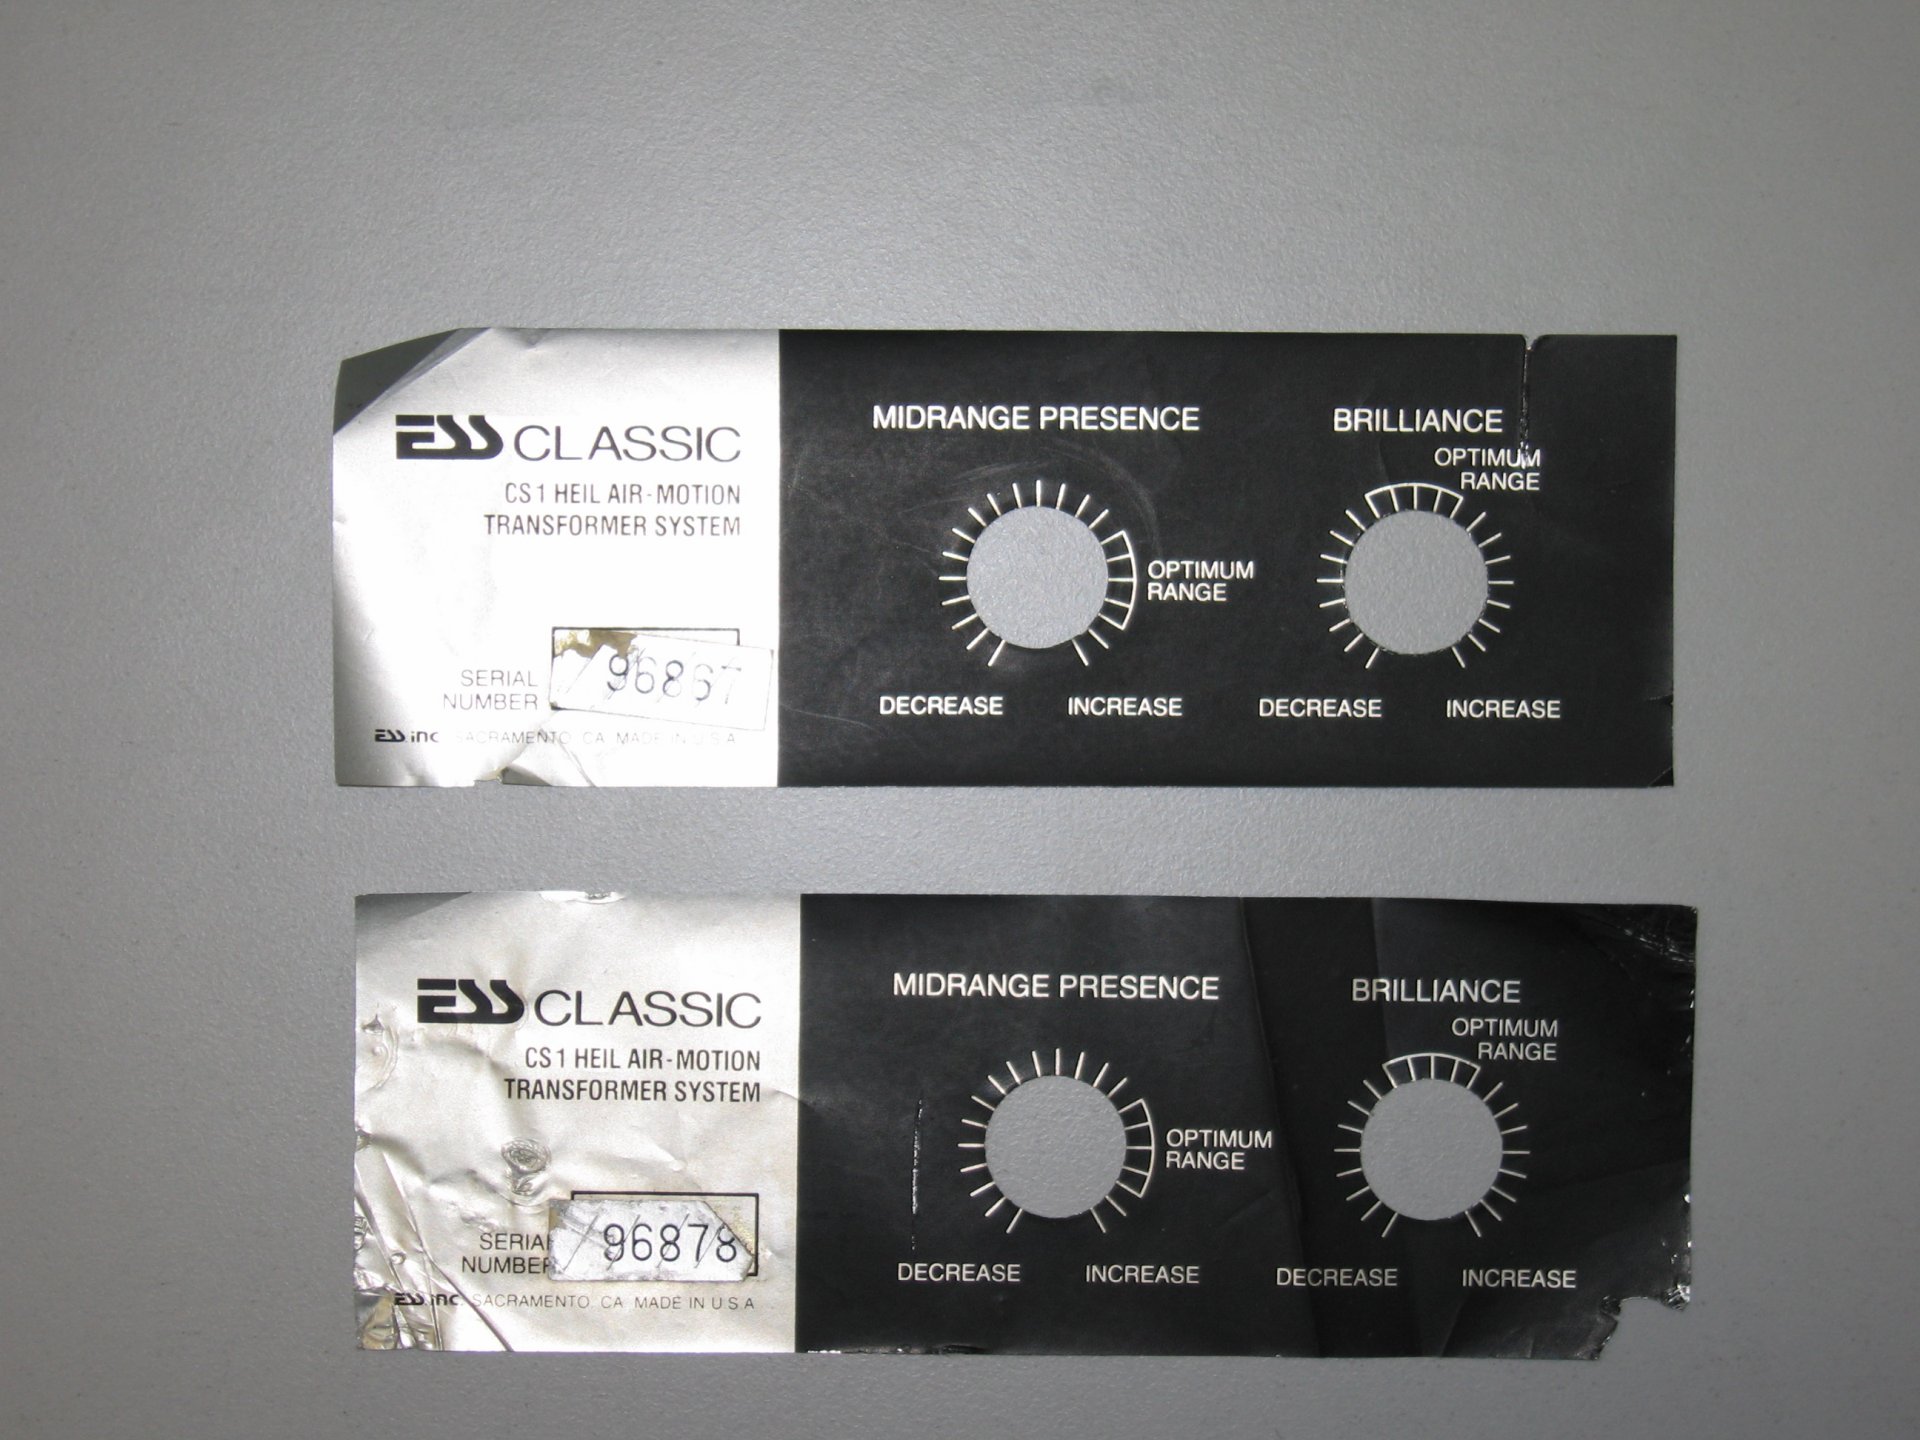 ESS CLASSIC
CS1 HEIL AIR-MOTION
TRANSFORMER SYSTEM
SERIAL
NUMBER
96867
ESS inc. SACRAMENTO, CA. MADE IN U.S.A.
MIDRANGE PRESENCE
OPTIMUM
RANGE
DECREASE INCREASE
BRILLIANCE
OPTIMUM
RANGE
DECREASE INCREASE
ESS CLASSIC
CS1 HEIL AIR-MOTION
TRANSFORMER SYSTEM
SERIAL
NUMBER
96878
ESS inc. SACRAMENTO, CA. MADE IN U.S.A
MIDRANGE PRESENCE
OPTIMUM
RANGE
DECREASE INCREASE
BRILLIANCE
OPTIMUM
RANGE
DECREASE INCREASE